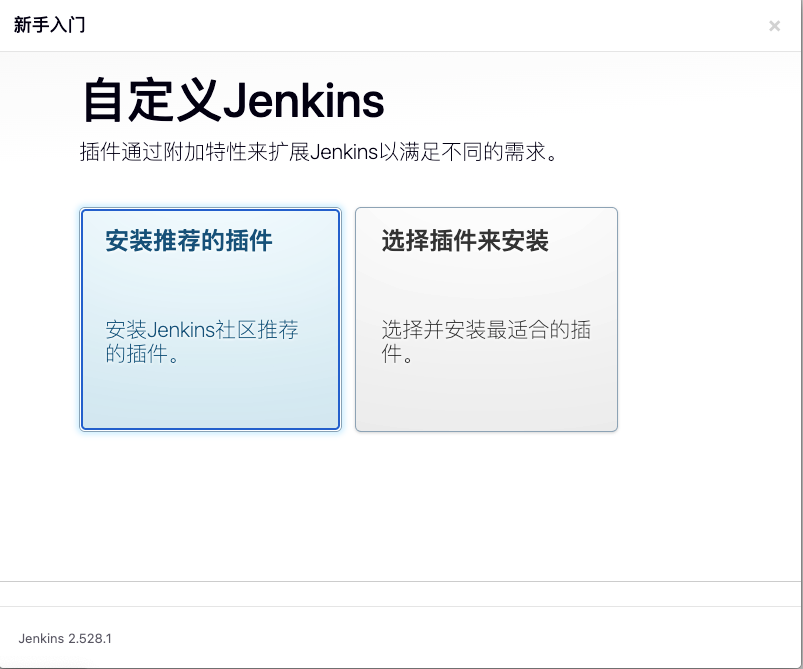 新手入门
×
自定义Jenkins
插件通过附加特性来扩展Jenkins以满足不同的需求。
安装推荐的插件
安装Jenkins社区推荐
的插件。
选择插件来安装
选择并安装最适合的插
件。
Jenkins 2.528.1